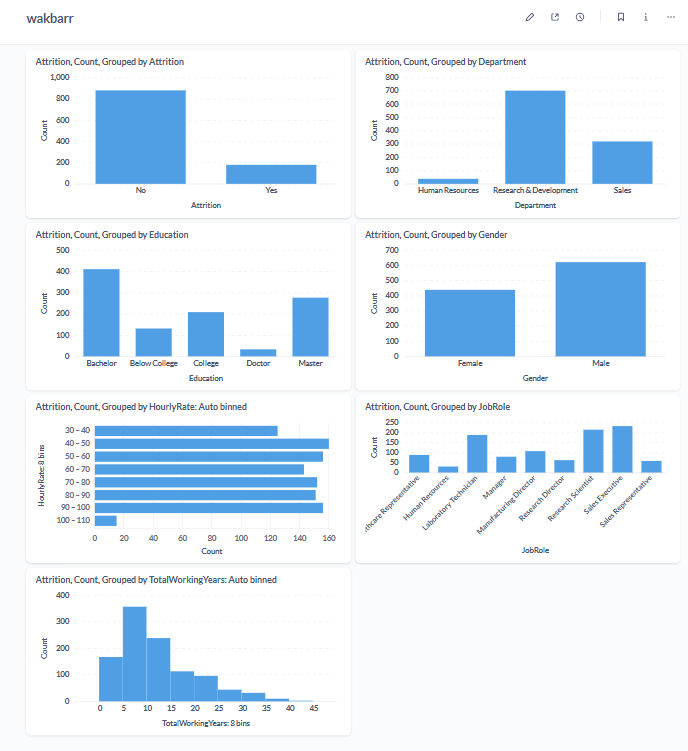 wakbarr
Attrition, Count, Grouped by Attrition
1,000
800
600
400
200
0
Count
No Yes
Attrition
Attrition, Count, Grouped by Department
800
700
600
500
400
300
200
100
0
Count
Human Resources Research & Development Sales
Department
Attrition, Count, Grouped by Education
500
400
300
200
100
0
Count
Bachelor Below College College Doctor Master
Education
Attrition, Count, Grouped by Gender
700
600
500
400
300
200
100
0
Count
Female Male
Gender
Attrition, Count, Grouped by HourlyRate: Auto binned
HourlyRate: 8 bins
30 – 40
40 – 50
50 – 60
60 – 70
70 – 80
80 – 90
90 – 100
100 – 110
0 20 40 60 80 100 120 140 160
Count
Attrition, Count, Grouped by JobRole
250
200
150
100
50
0
Count
thcare Representative Human Resources Laboratory Technician Manager Manufacturing Director Research Director Research Scientist Sales Executive Sales Representative
JobRole
Attrition, Count, Grouped by TotalWorkingYears: Auto binned
400
300
200
100
0
Count
0 5 10 15 20 25 30 35 40 45
TotalWorkingYears: 8 bins